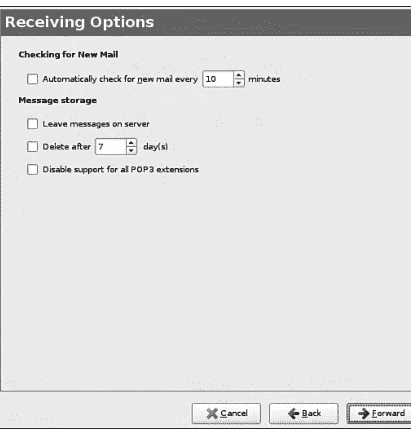 Receiving Options
Checking for New Mail
Automatically check for new mail every 10 minutes
Message storage
Leave messages on server
Delete after 7 day(s)
Disable support for all POP3 extensions
Cancel Back Forward